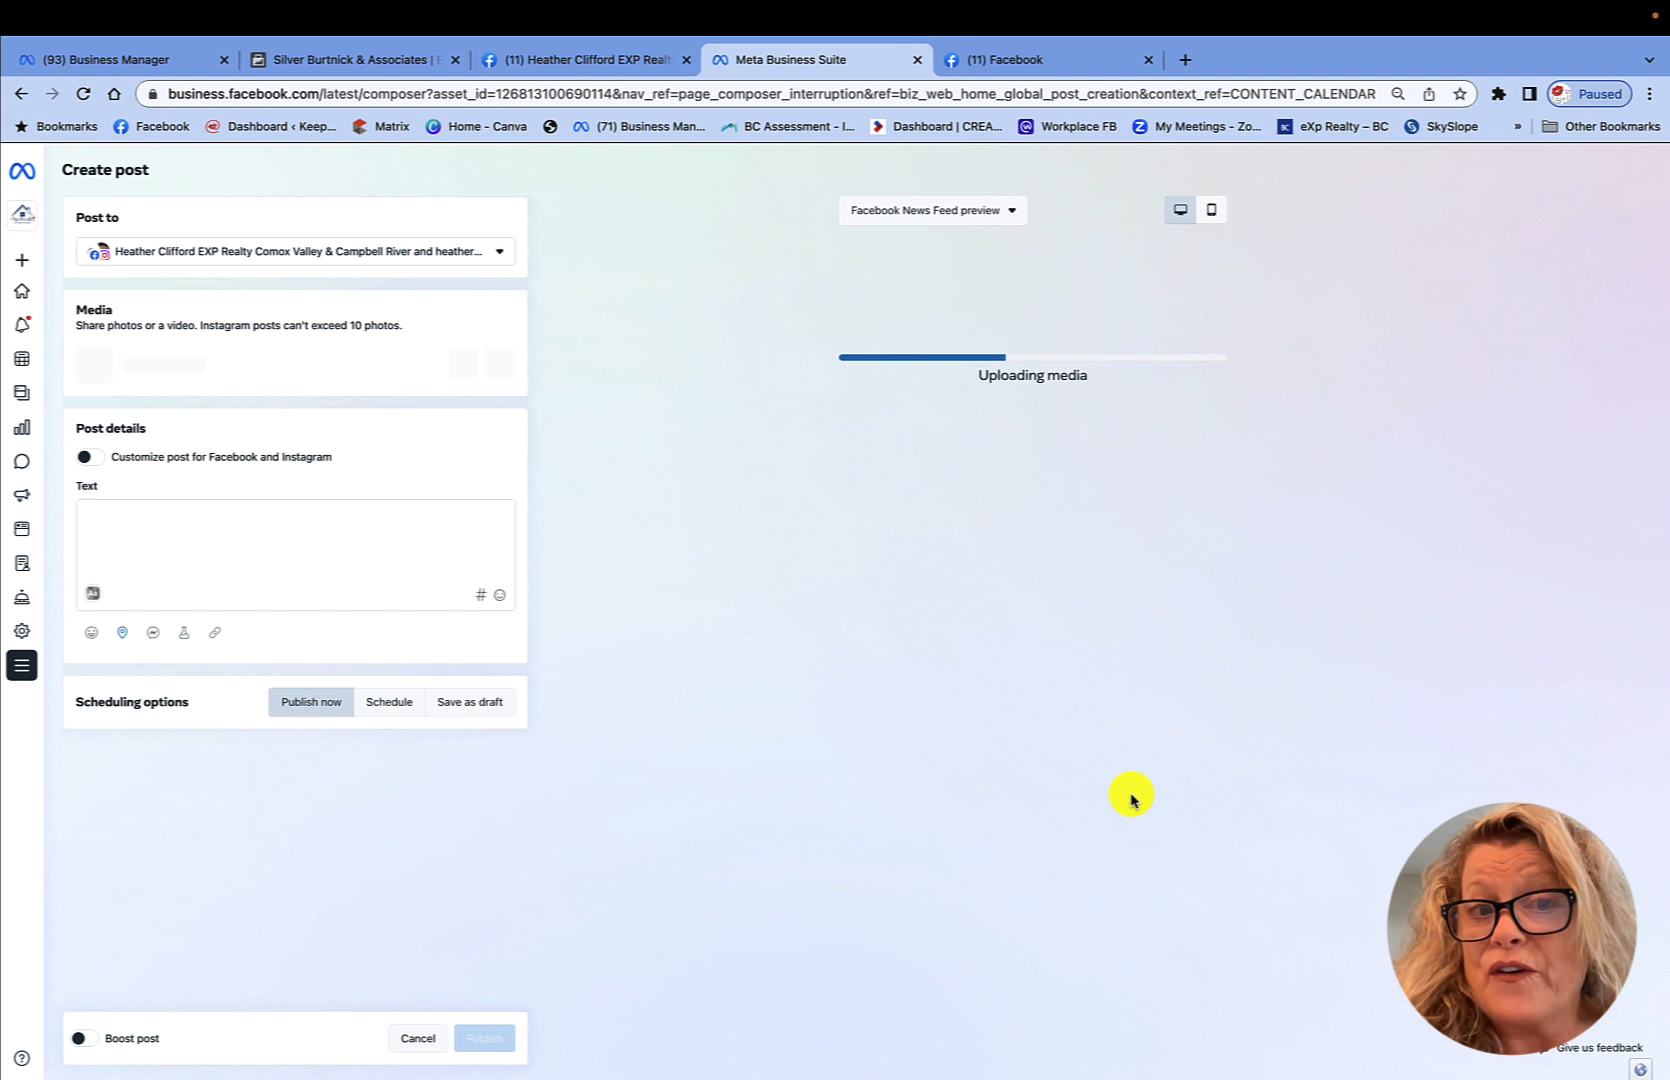 (93) Business Manager
Silver Burtnick & Associates | F
(11) Heather Clifford EXP Realt
Meta Business Suite
(11) Facebook
business.facebook.com/latest/composer?asset_id=126813100690114&nav_ref=page_composer_interruption&ref=biz_web_home_global_post_creation&context_ref=CONTENT_CALENDAR
Paused
Bookmarks
Facebook
Dashboard ‹ Keep...
Matrix
Home - Canva
(71) Business Man...
BC Assessment - I...
Dashboard | CREA...
Workplace FB
My Meetings - Zo...
eXp Realty – BC
SkySlope
»
Other Bookmarks
Create post
Post to
Heather Clifford EXP Realty Comox Valley & Campbell River and heather...
Media
Share photos or a video. Instagram posts can't exceed 10 photos.
Post details
Customize post for Facebook and Instagram
Text
#
Scheduling options
Publish now
Schedule
Save as draft
Boost post
Cancel
Publish
Facebook News Feed preview
Uploading media
Give us feedback